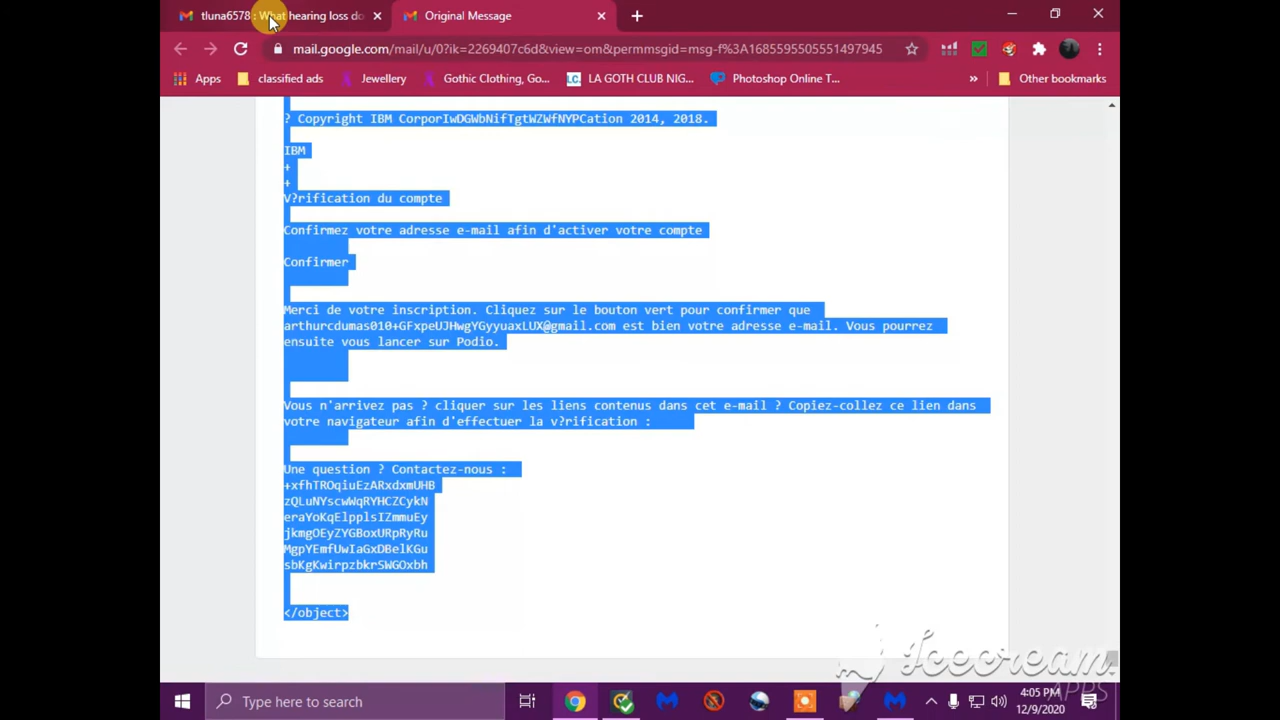 tluna6578 : What hearing loss do
Original Message
mail.google.com/mail/u/0?ik=2269407c6d&view=om&permmsgid=msg-f%3A1685595505551497945
Apps
classified ads
Jewellery
Gothic Clothing, Go...
LC
LA GOTH CLUB NIG...
Photoshop Online T...
»
Other bookmarks
? Copyright IBM CorporIwDGWbNifTgtWZWfNYPCation 2014, 2018.
IBM
+
+
V?rification du compte
Confirmez votre adresse e-mail afin d'activer votre compte
Confirmer
Merci de votre inscription. Cliquez sur le bouton vert pour confirmer que
arthurcdumas010+GFxpeUJHwgYGyyuaxLUX@gmail.com est bien votre adresse e-mail. Vous pourrez
ensuite vous lancer sur Podio.
Vous n'arrivez pas ? cliquer sur les liens contenus dans cet e-mail ? Copiez-collez ce lien dans
votre navigateur afin d'effectuer la v?rification :
Une question ? Contactez-nous :
+xfhTROqiuEzARxdxmUHB
zQLuNYscwWqRYHCZCykN
eraYoKqElpplsIZmmuEy
jkmgOEyZYGBoxURpRyRu
MgpYEmfUwIaGxDBelKGu
sbKgKwirpzbkrSWGOxbh
</object>
Icecream
APPS
Type here to search
4:05 PM
12/9/2020